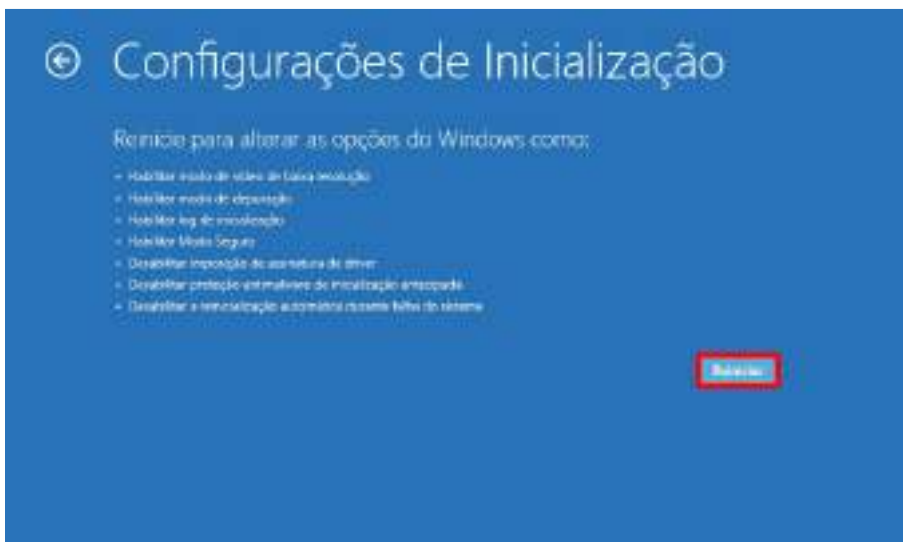 Configurações de Inicialização
Reinicie para alterar as opções do Windows como:
Habilitar modo de vídeo de baixa resolução
Habilitar modo de depuração
Habilitar log de inicialização
Habilitar Modo Seguro
Desabilitar imposição de assinatura de driver
Desabilitar proteção antimalware de inicialização antecipada
Desabilitar a reinicialização automática durante falha do sistema
Reiniciar